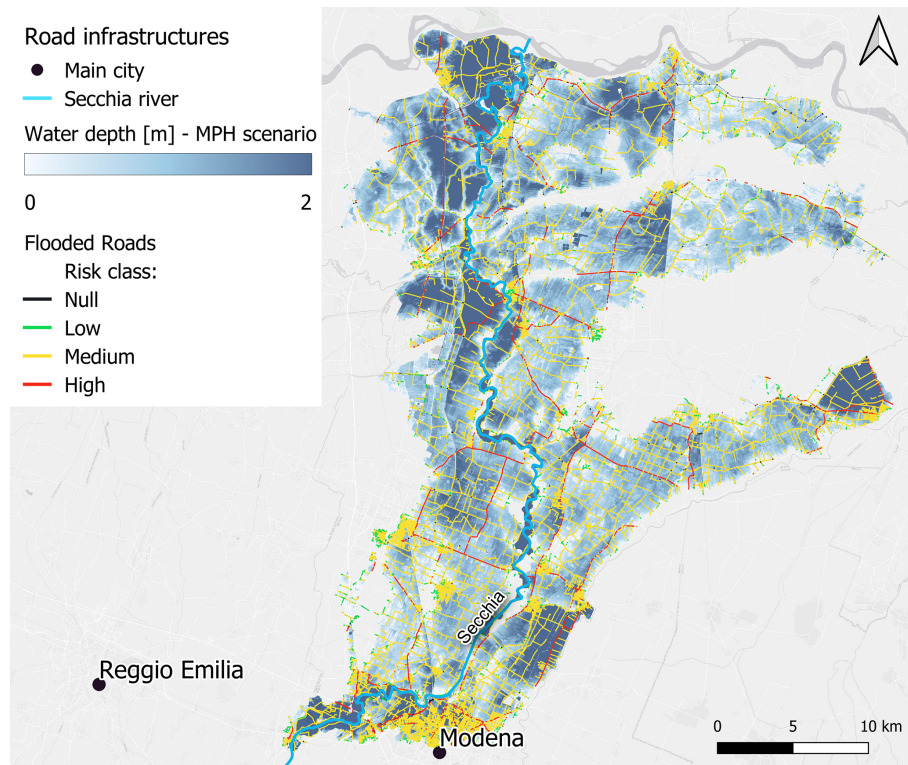 Road infrastructures
Main city
Secchia river
Water depth [m] - MPH scenario
0 2
Flooded Roads
Risk class:
Null
Low
Medium
High
Secchia
Reggio Emilia
Modena
0 5 10 km